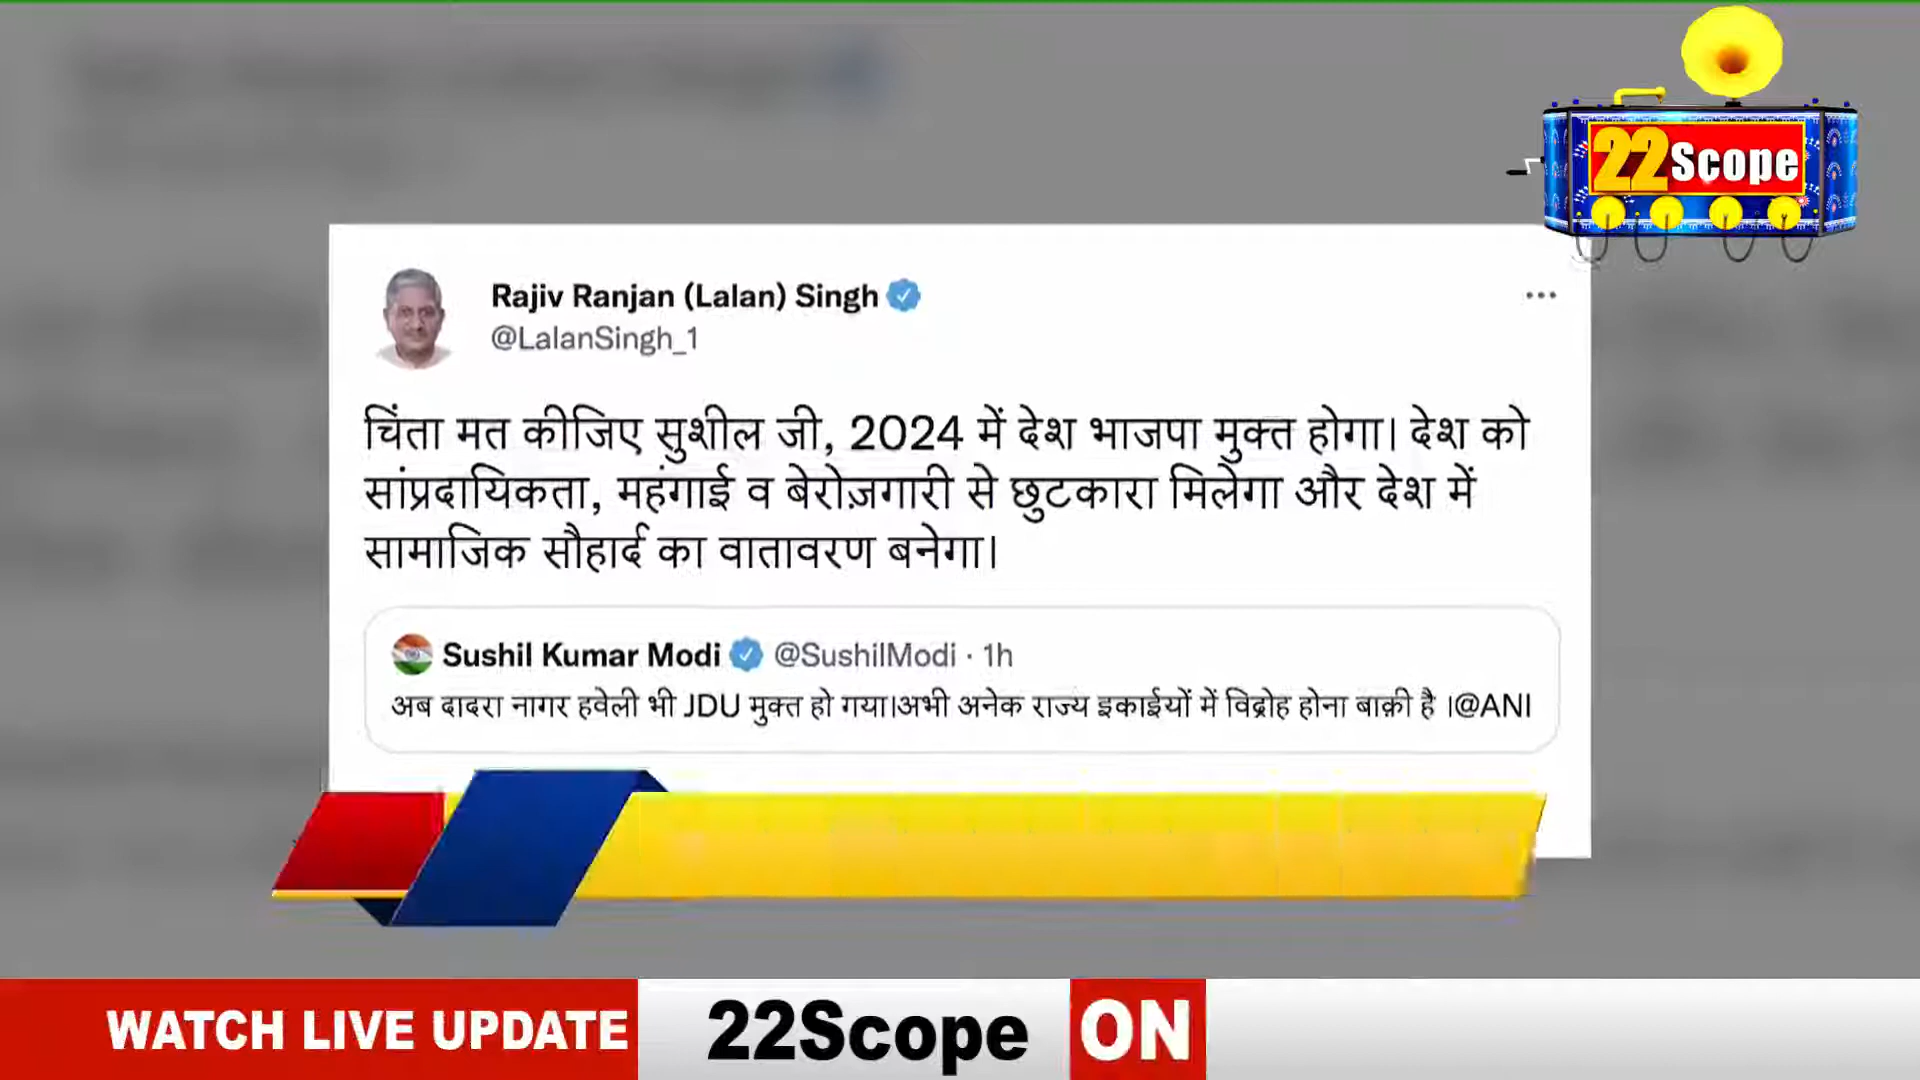 22Scope
Rajiv Ranjan (Lalan) Singh
@LalanSingh_1
चिंता मत कीजिए सुशील जी, 2024 में देश भाजपा मुक्त होगा। देश को
सांप्रदायिकता, महंगाई व बेरोज़गारी से छुटकारा मिलेगा और देश में
सामाजिक सौहार्द का वातावरण बनेगा।
Sushil Kumar Modi @SushilModi · 1h
अब दादरा नागर हवेली भी JDU मुक्त हो गया।अभी अनेक राज्य इकाईयों में विद्रोह होना बाक़ी है ।@ANI
WATCH LIVE UPDATE 22Scope ON